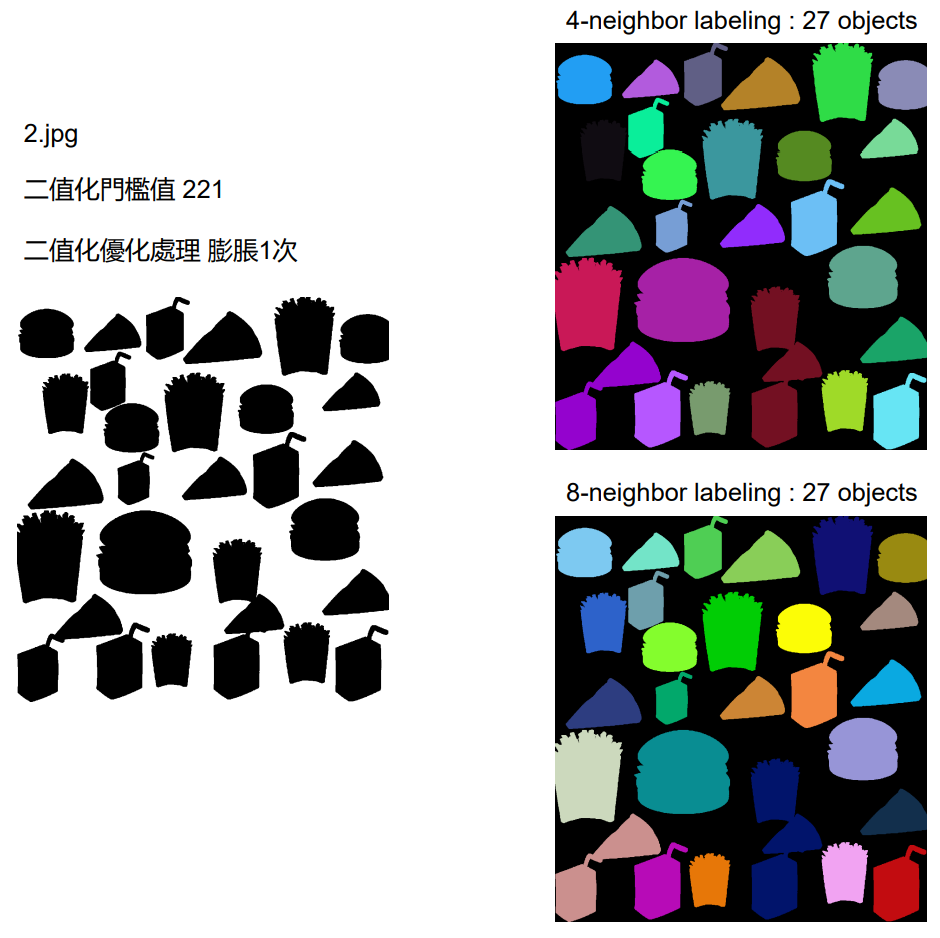 4-neighbor labeling : 27 objects
2.jpg
二值化門檻值 221
二值化優化處理 膨脹1次
8-neighbor labeling : 27 objects